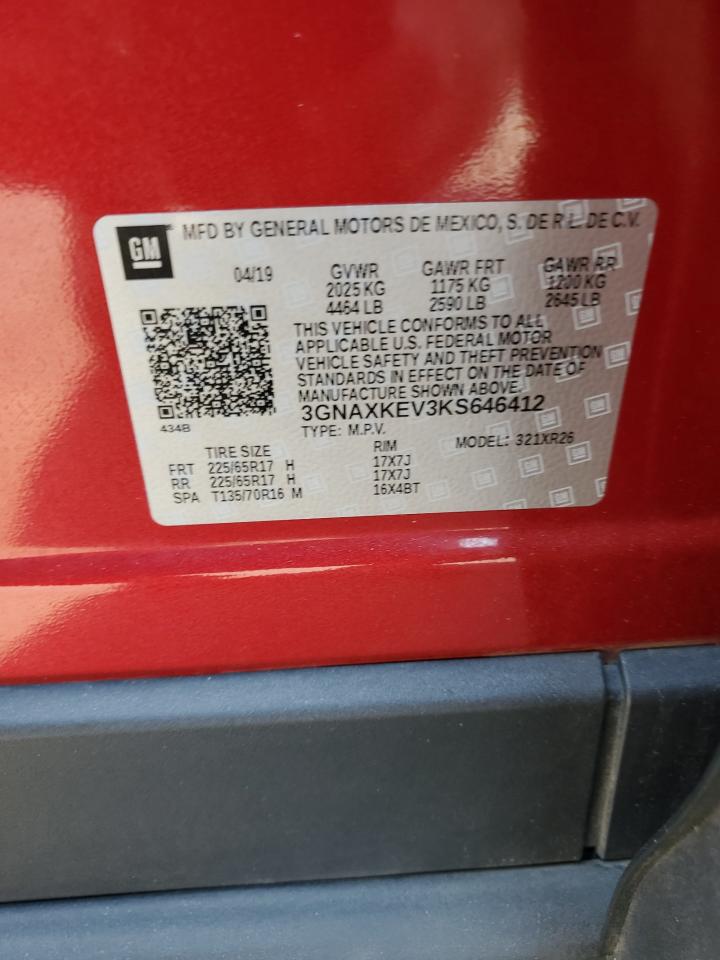 GM
MFD BY GENERAL MOTORS DE MEXICO, S. DE R L. DE C.V.
04/19 GVWR GAWR FRT GAWR RR
2025 KG 1175 KG 1200 KG
4464 LB 2590 LB 2645 LB
THIS VEHICLE CONFORMS TO ALL
APPLICABLE U.S. FEDERAL MOTOR
VEHICLE SAFETY AND THEFT PREVENTION
STANDARDS IN EFFECT ON THE DATE OF
MANUFACTURE SHOWN ABOVE.
3GNAXKEV3KS646412
434B
TYPE: M.P.V. MODEL: 321XR26
TIRE SIZE RIM
FRT 225/65R17 H 17X7J
RR 225/65R17 H 17X7J
SPA T135/70R16 M 16X4BT